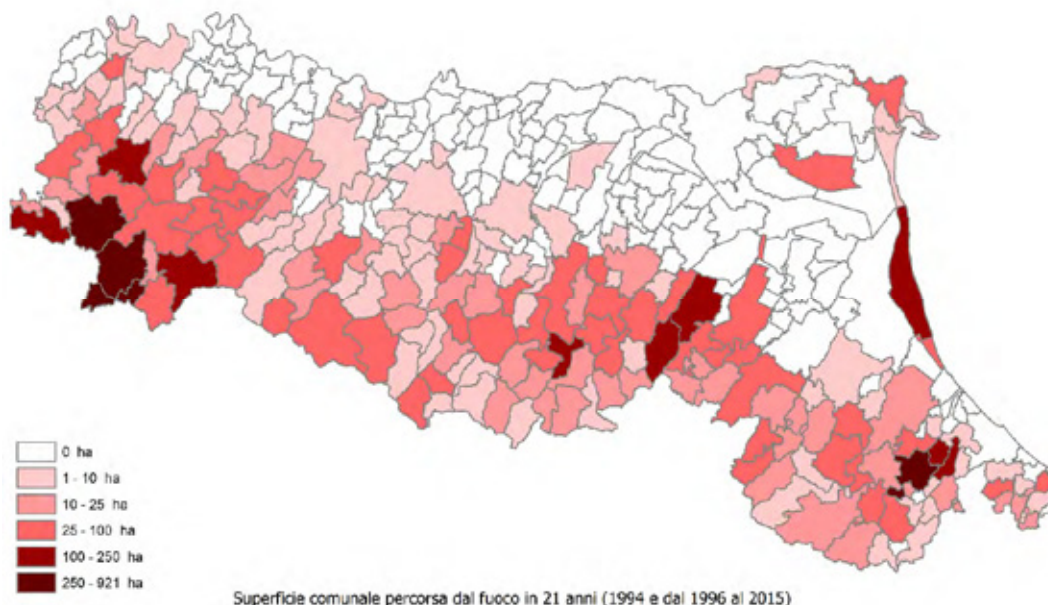 0 ha
1 - 10 ha
10 - 25 ha
25 - 100 ha
100 - 250 ha
250 - 921 ha
Superficie comunale percorsa dal fuoco in 21 anni (1994 e dal 1996 al 2015)